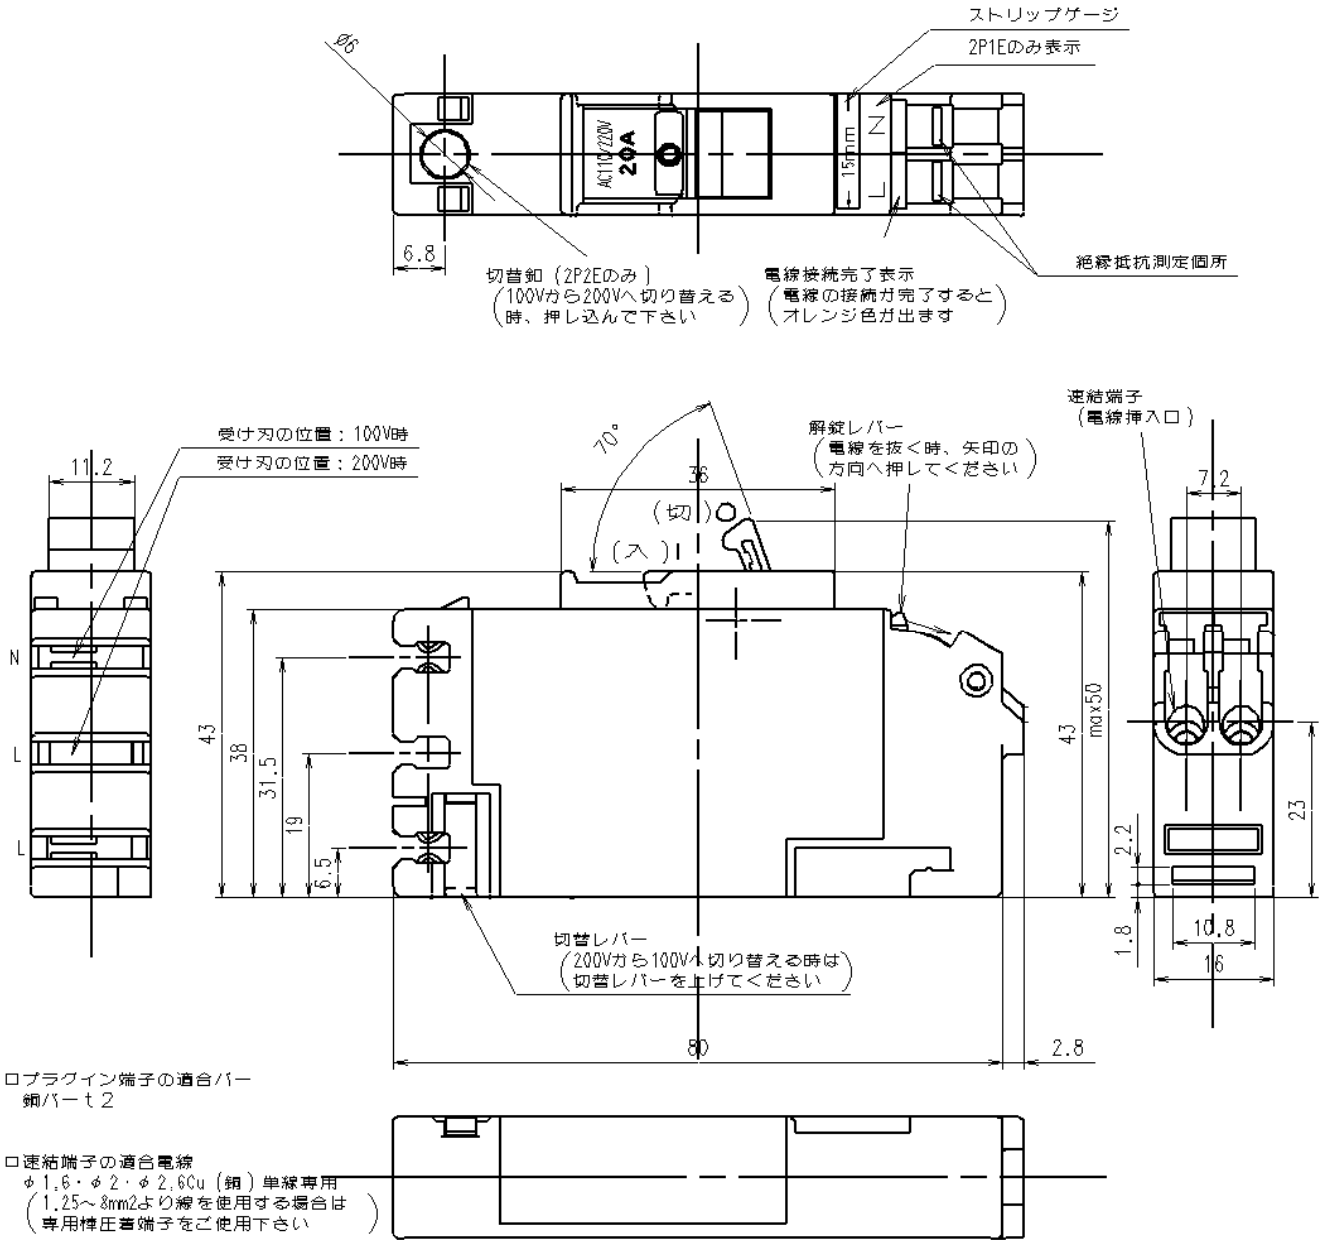 ストリップゲージ
2P1Eのみ表示
φ6
AC110/220V
20A
15mm
N
L
6.8
切替釦(2P2Eのみ)
(100Vから200Vへ切り替える
時、押し込んで下さい)
電線接続完了表示
(電線の接続が完了すると
オレンジ色が出ます)
絶縁抵抗測定個所
受け刃の位置:100V時
受け刃の位置:200V時
11.2
N
L
L
70°
36
(切)
(入)
解錠レバー
(電線を抜く時、矢印の
方向へ押してください)
速結端子
(電線挿入口)
7.2
43
38
31.5
19
6.5
43
max50
23
2.2
1.8
10.8
16
切替レバー
(200Vから100Vへ切り替える時は
切替レバーを上げてください)
80
2.8
□プラグイン端子の適合バー
銅バーt2
□速結端子の適合電線
φ1.6・φ2・φ2.6Cu(銅)単線専用
(1.25~8mm2より線を使用する場合は
専用棒圧着端子をご使用下さい)